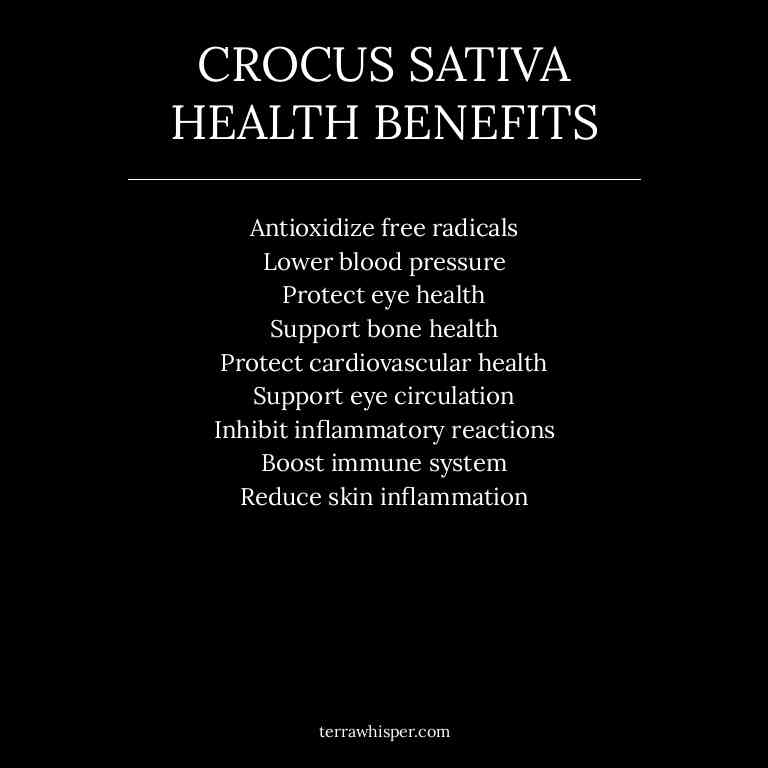 CROCUS SATIVA
HEALTH BENEFITS
Antioxidize free radicals
Lower blood pressure
Protect eye health
Support bone health
Protect cardiovascular health
Support eye circulation
Inhibit inflammatory reactions
Boost immune system
Reduce skin inflammation
terrawhisper.com